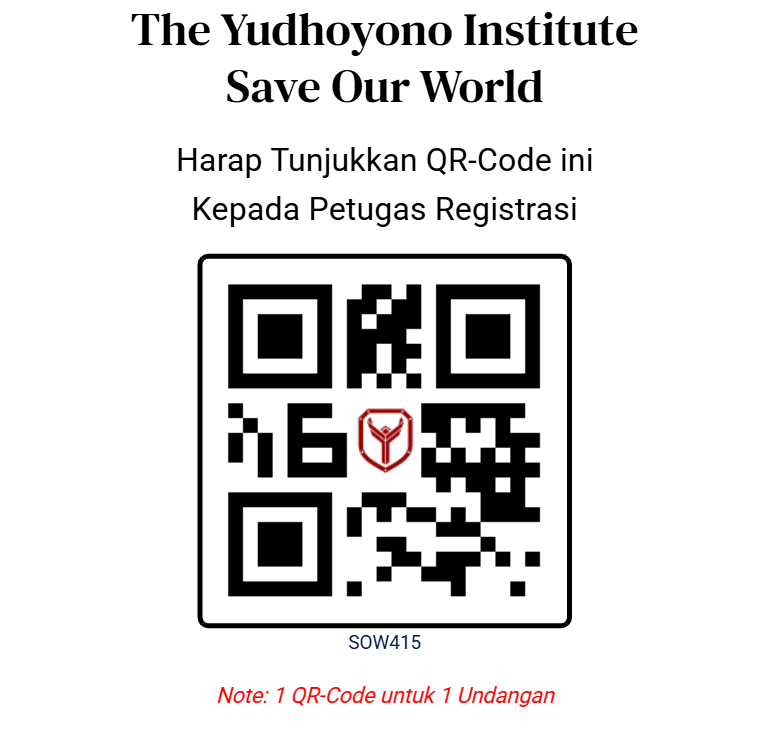 The Yudhoyono Institute
Save Our World
Harap Tunjukkan QR-Code ini
Kepada Petugas Registrasi
SOW415
Note: 1 QR-Code untuk 1 Undangan